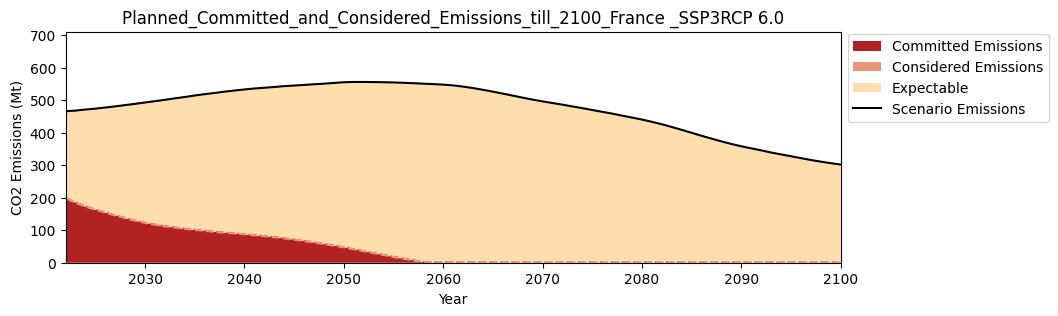 Planned_Committed_and_Considered_Emissions_till_2100_France _SSP3RCP 6.0
700
600
500
400
300
200
100
0
CO2 Emissions (Mt)
2030 2040 2050 2060 2070 2080 2090 2100
Year
Committed Emissions
Considered Emissions
Expectable
Scenario Emissions